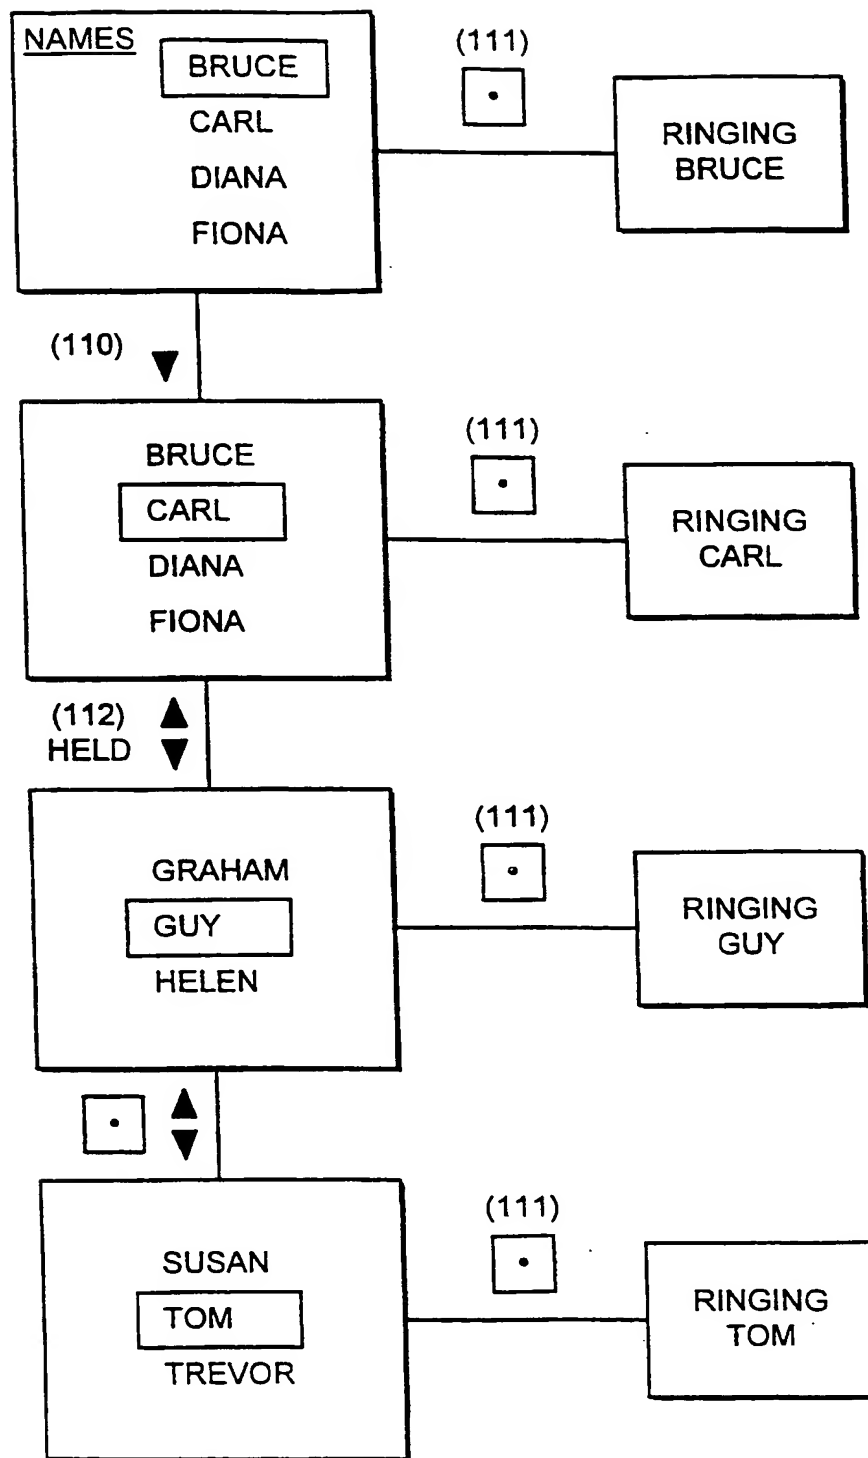 NAMES
BRUCE
CARL
DIANA
FIONA
(111)
RINGING
BRUCE
(110)
BRUCE
CARL
DIANA
FIONA
(111)
RINGING
CARL
(112)
HELD
GRAHAM
GUY
HELEN
(111)
RINGING
GUY
SUSAN
TOM
TREVOR
(111)
RINGING
TOM